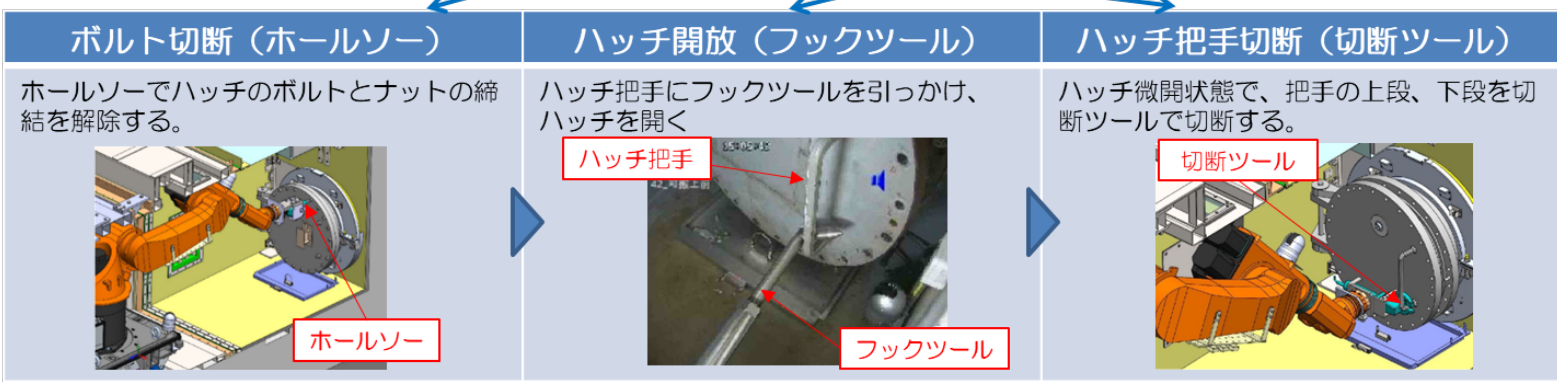 ボルト切断（ホールソー）
ハッチ開放（フックツール）
ハッチ把手切断（切断ツール）
ホールソーでハッチのボルトとナットの締
結を解除する。
ホールソー
ハッチ把手にフックツールを引っかけ、
ハッチを開く
ハッチ把手
フックツール
ハッチ微開状態で、把手の上段、下段を切
断ツールで切断する。
切断ツール